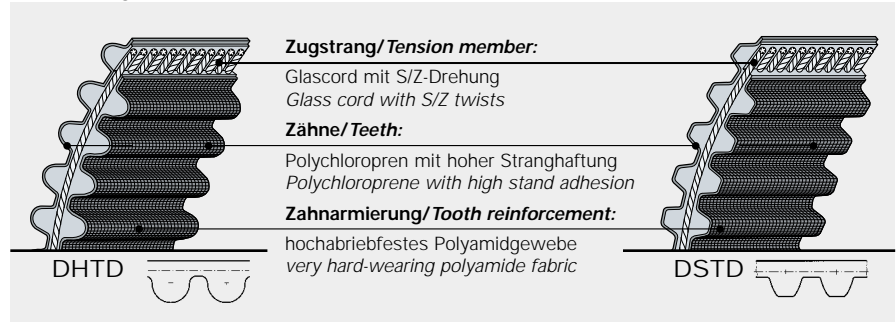 Zugstrang/Tension member:
Glascord mit S/Z-Drehung
Glass cord with S/Z twists
Zähne/Teeth:
Polychloropren mit hoher Stranghaftung
Polychloroprene with high stand adhesion
Zahnarmierung/Tooth reinforcement:
hochabriebfestes Polyamidgewebe
very hard-wearing polyamide fabric
DHTD
DSTD